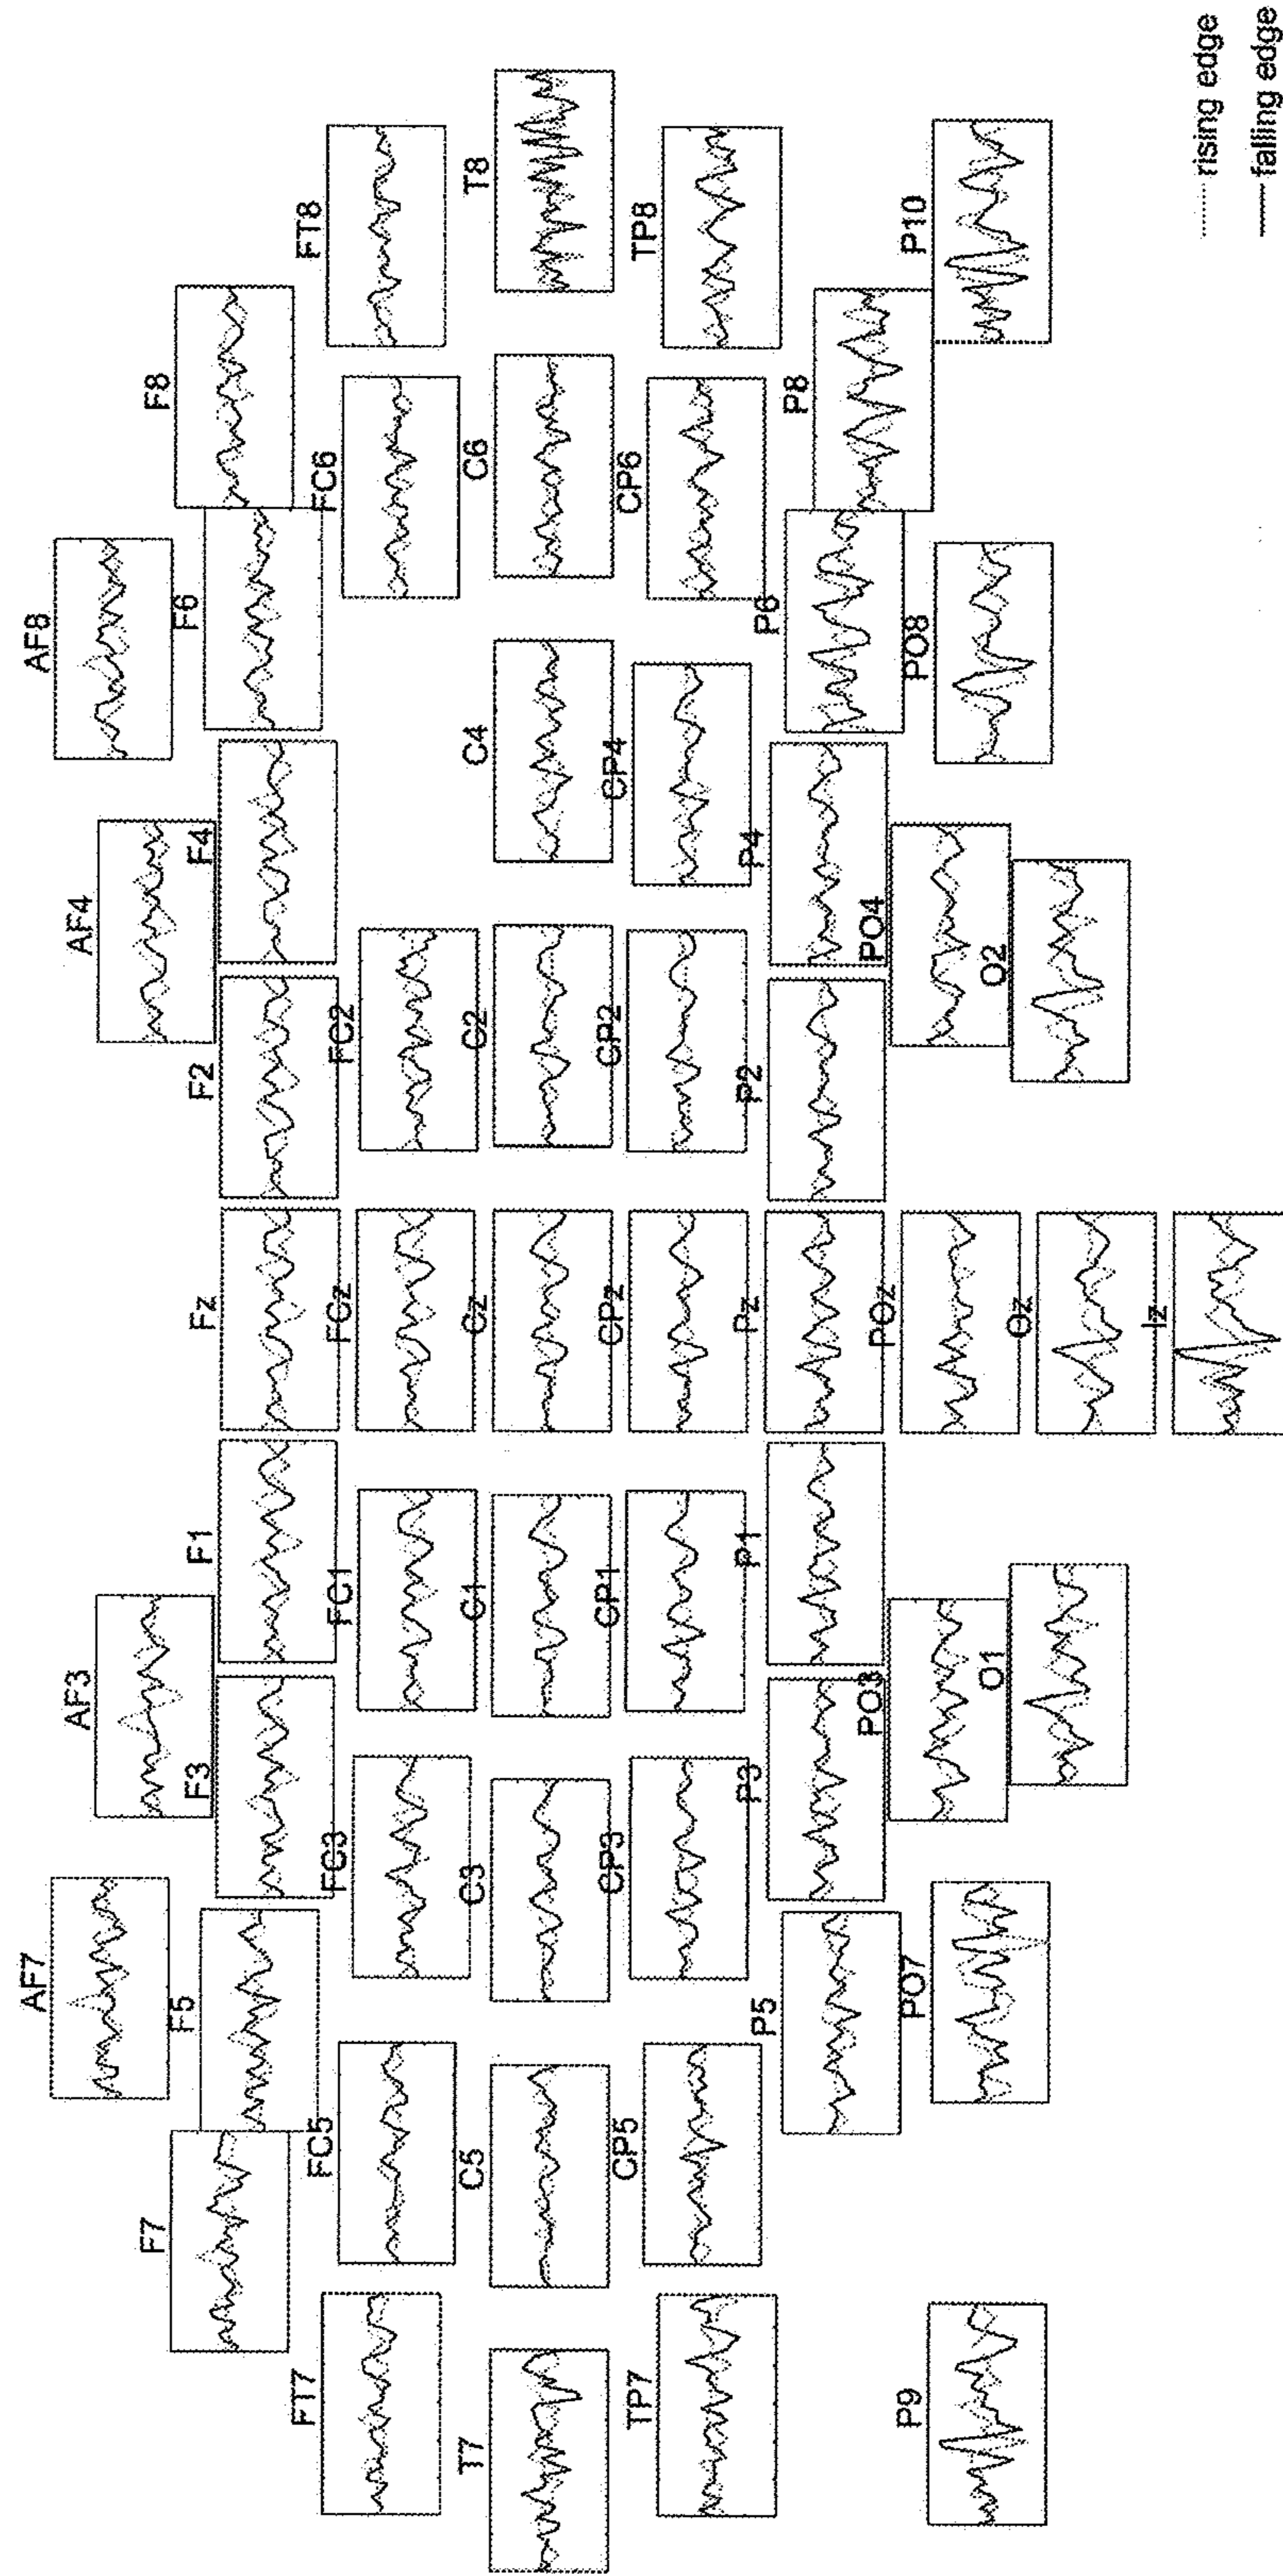 AF7
AF3
AF4
AF8
F7
F5
F3
F1
Fz
F2
F4
F6
F8
FT7
FC5
FC3
FC1
FCz
FC2
FC6
FT8
T7
C5
C3
C1
Cz
C2
C4
C6
T8
TP7
CP5
CP3
CP1
CPz
CP2
CP4
CP6
TP8
P5
P3
P1
Pz
P2
P4
P6
P8
P9
PO7
PO3
POz
PO4
PO8
P10
O1
Oz
O2
Iz
rising edge
falling edge